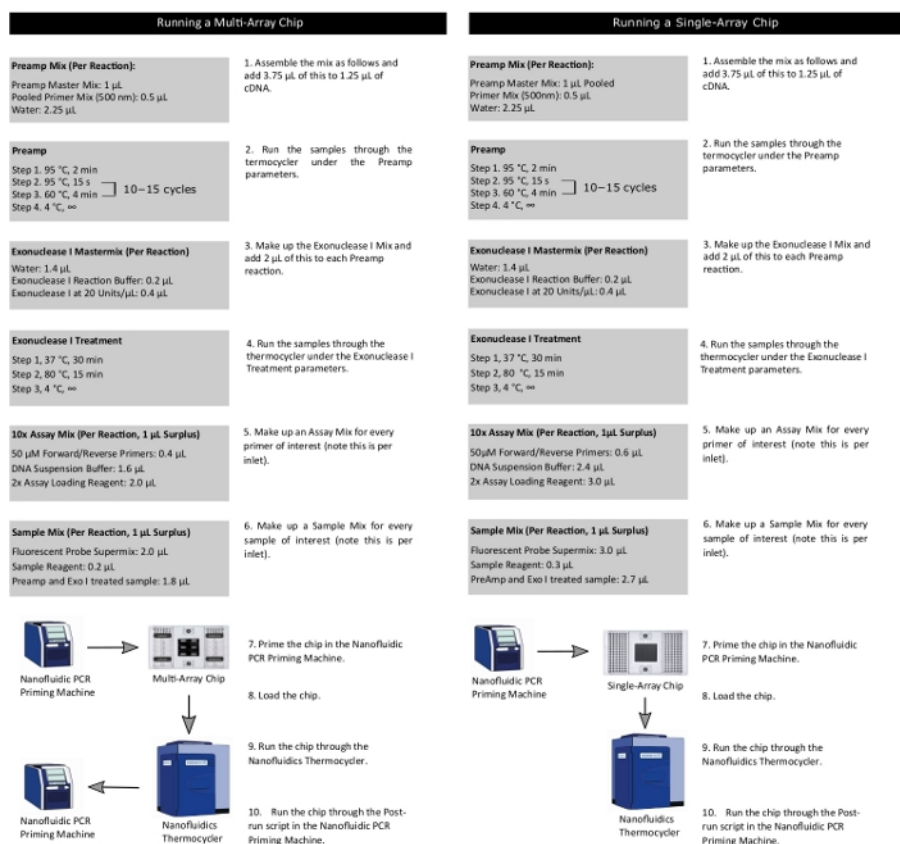 Running a Multi-Array Chip
Preamp Mix (Per Reaction):
Preamp Master Mix: 1 µL
Pooled Primer Mix (500 nm): 0.5 µL
Water: 2.25 µL
1. Assemble the mix as follows and
add 3.75 µL of this to 1.25 µL of
cDNA.
Preamp
Step 1. 95 °C, 2 min
Step 2. 95 °C, 15 s
Step 3. 60 °C, 4 min
Step 4. 4 °C, ∞
10−15 cycles
2. Run the samples through the
termocycler under the Preamp
parameters.
Exonuclease I Mastermix (Per Reaction)
Water: 1.4 µL
Exonuclease I Reaction Buffer: 0.2 µL
Exonuclease I at 20 Units/µL: 0.4 µL
3. Make up the Exonuclease I Mix and
add 2 µL of this to each Preamp
reaction.
Exonuclease I Treatment
Step 1, 37 °C, 30 min
Step 2, 80 °C, 15 min
Step 3, 4 °C, ∞
4. Run the samples through the
thermocycler under the Exonuclease I
Treatment parameters.
10x Assay Mix (Per Reaction, 1 µL Surplus)
50 µM Forward/Reverse Primers: 0.4 µL
DNA Suspension Buffer: 1.6 µL
2x Assay Loading Reagent: 2.0 µL
5. Make up an Assay Mix for every
primer of interest (note this is per
inlet).
Sample Mix (Per Reaction, 1 µL Surplus)
Fluorescent Probe Supermix: 2.0 µL
Sample Reagent: 0.2 µL
Preamp and Exo I treated sample: 1.8 µL
6. Make up a Sample Mix for every
sample of interest (note this is per
inlet).
Nanofluidic PCR
Priming Machine
Multi-Array Chip
7. Prime the chip in the Nanofluidic
PCR Priming Machine.
8. Load the chip.
9. Run the chip through the
Nanofluidics Thermocycler.
Nanofluidic PCR
Priming Machine
Nanofluidics
Thermocycler
10. Run the chip through the Post-
run script in the Nanofluidic PCR
Priming Machine.
Running a Single-Array Chip
Preamp Mix (Per Reaction):
Preamp Master Mix: 1 µL Pooled
Primer Mix (500nm): 0.5 µL
Water: 2.25 µL
1. Assemble the mix as follows and
add 3.75 µL of this to 1.25 µL of
cDNA.
Preamp
Step 1. 95 °C, 2 min
Step 2. 95 °C, 15 s
Step 3. 60 °C, 4 min
Step 4. 4 °C, ∞
10−15 cycles
2. Run the samples through the
termocycler under the Preamp
parameters.
Exonuclease I Mastermix (Per Reaction)
Water: 1.4 µL
Exonuclease I Reaction Buffer: 0.2 µL
Exonuclease I at 20 Units/µL: 0.4 µL
3. Make up the Exonuclease I Mix and
add 2 µL of this to each Preamp
reaction.
Exonuclease I Treatment
Step 1, 37 °C, 30 min
Step 2, 80 °C, 15 min
Step 3, 4 °C, ∞
4. Run the samples through the
thermocycler under the Exonuclease I
Treatment parameters.
10x Assay Mix (Per Reaction, 1µL Surplus)
50µM Forward/Reverse Primers: 0.6 µL
DNA Suspension Buffer: 2.4 µL
2x Assay Loading Reagent: 3.0 µL
5. Make up an Assay Mix for every
primer of interest (note this is per
inlet).
Sample Mix (Per Reaction, 1 µL Surplus)
Fluorescent Probe Supermix: 3.0 µL
Sample Reagent: 0.3 µL
PreAmp and Exo I treated sample: 2.7 µL
6. Make up a Sample Mix for every
sample of interest (note this is per
inlet).
Nanofluidic PCR
Priming Machine
Single-Array Chip
7. Prime the chip in the Nanofluidic
PCR Priming Machine.
8. Load the chip.
9. Run the chip through the
Nanofluidics Thermocycler.
Nanofluidics
Thermocycler
10. Run the chip through the Post-
run script in the Nanofluidic PCR
Priming Machine.